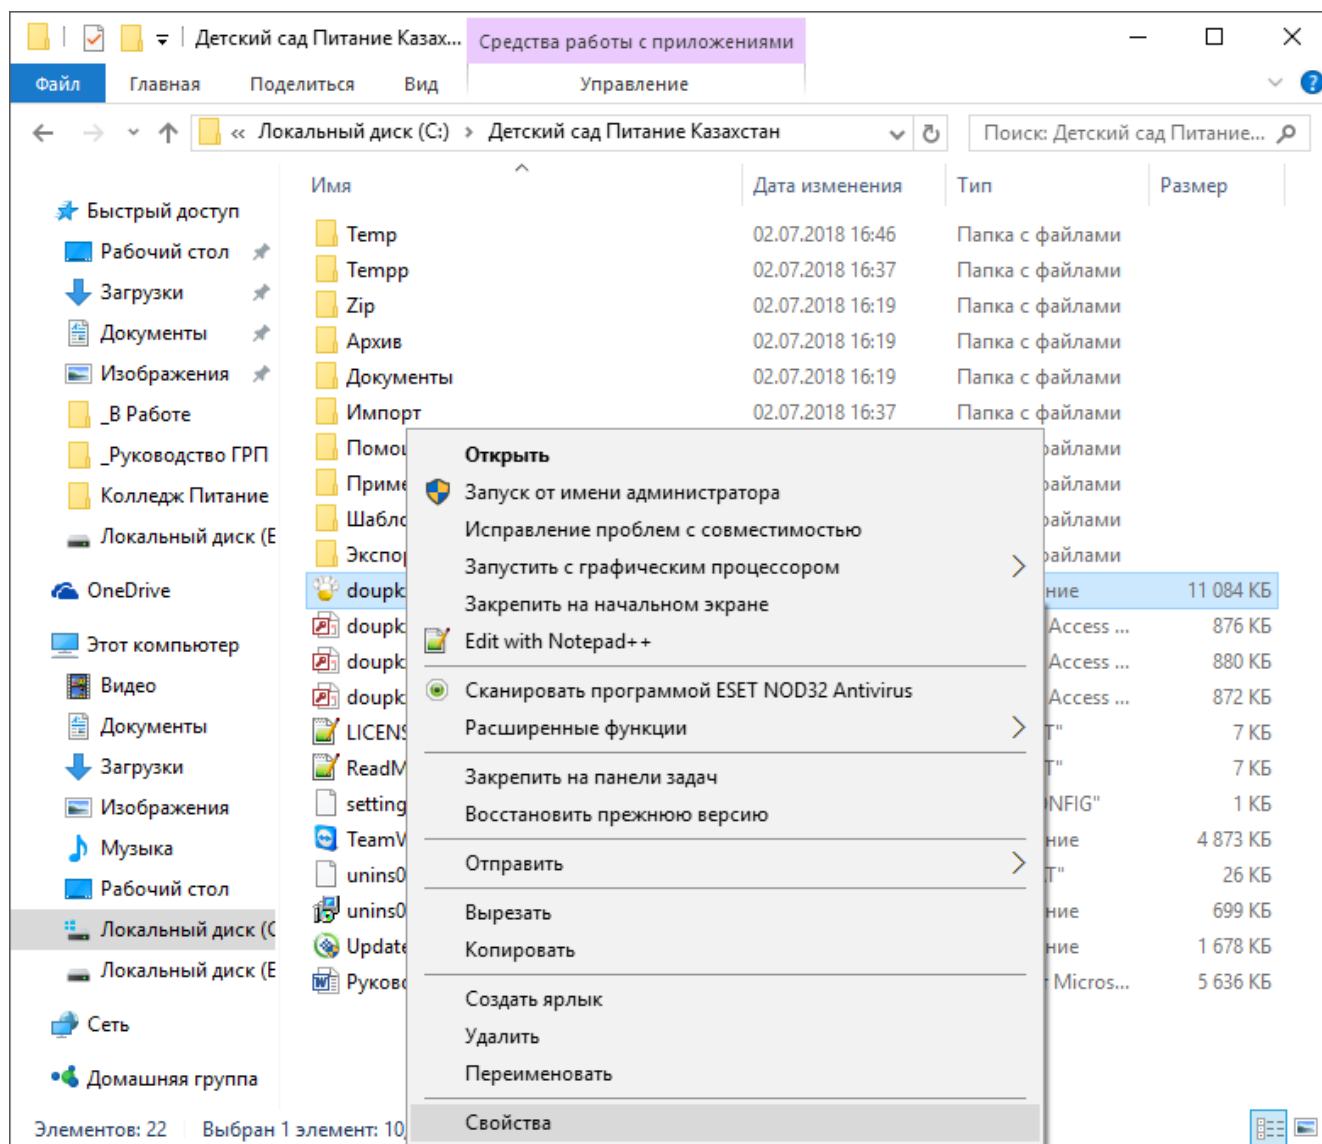 Детский сад Питание Казах...
Средства работы с приложениями
Файл
Главная
Поделиться
Вид
Управление
« Локальный диск (C:) › Детский сад Питание Казахстан
Поиск: Детский сад Питание...
Имя
Дата изменения
Тип
Размер
Быстрый доступ
Рабочий стол
Загрузки
Документы
Изображения
_В Работе
_Руководство ГРП
Колледж Питание
Локальный диск (E
OneDrive
Этот компьютер
Видео
Документы
Загрузки
Изображения
Музыка
Рабочий стол
Локальный диск (C
Локальный диск (E
Сеть
Домашняя группа
Temp 02.07.2018 16:46 Папка с файлами
Tempp 02.07.2018 16:37 Папка с файлами
Zip 02.07.2018 16:19 Папка с файлами
Архив 02.07.2018 16:19 Папка с файлами
Документы 02.07.2018 16:19 Папка с файлами
Импорт 02.07.2018 16:37 Папка с файлами
Помо файлами
Приме файлами
Шабло файлами
Экспо файлами
doupk ние 11 084 КБ
doupk Access ... 876 КБ
doupk Access ... 880 КБ
doupk Access ... 872 КБ
LICENS T" 7 КБ
ReadM T" 7 КБ
setting NFIG" 1 КБ
TeamV ние 4 873 КБ
unins0 T" 26 КБ
unins0 ние 699 КБ
Update ние 1 678 КБ
Руково Micros... 5 636 КБ
Открыть
Запуск от имени администратора
Исправление проблем с совместимостью
Запустить с графическим процессором
Закрепить на начальном экране
Edit with Notepad++
Сканировать программой ESET NOD32 Antivirus
Расширенные функции
Закрепить на панели задач
Восстановить прежнюю версию
Отправить
Вырезать
Копировать
Создать ярлык
Удалить
Переименовать
Свойства
Элементов: 22
Выбран 1 элемент: 10,